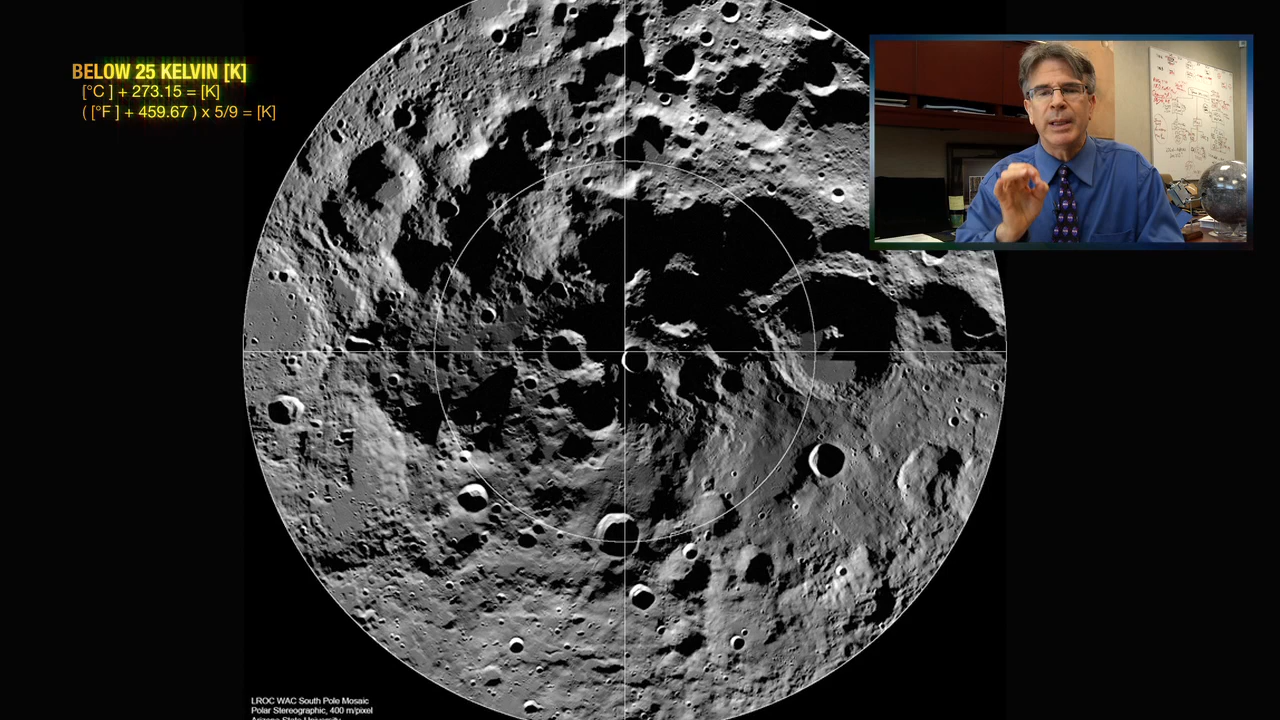 BELOW 25 KELVIN [K]
[°C ] + 273.15 = [K]
( [°F ] + 459.67 ) x 5/9 = [K]
LROC WAC South Pole Mosaic
Polar Stereographic, 400 m/pixel
Arizona State University